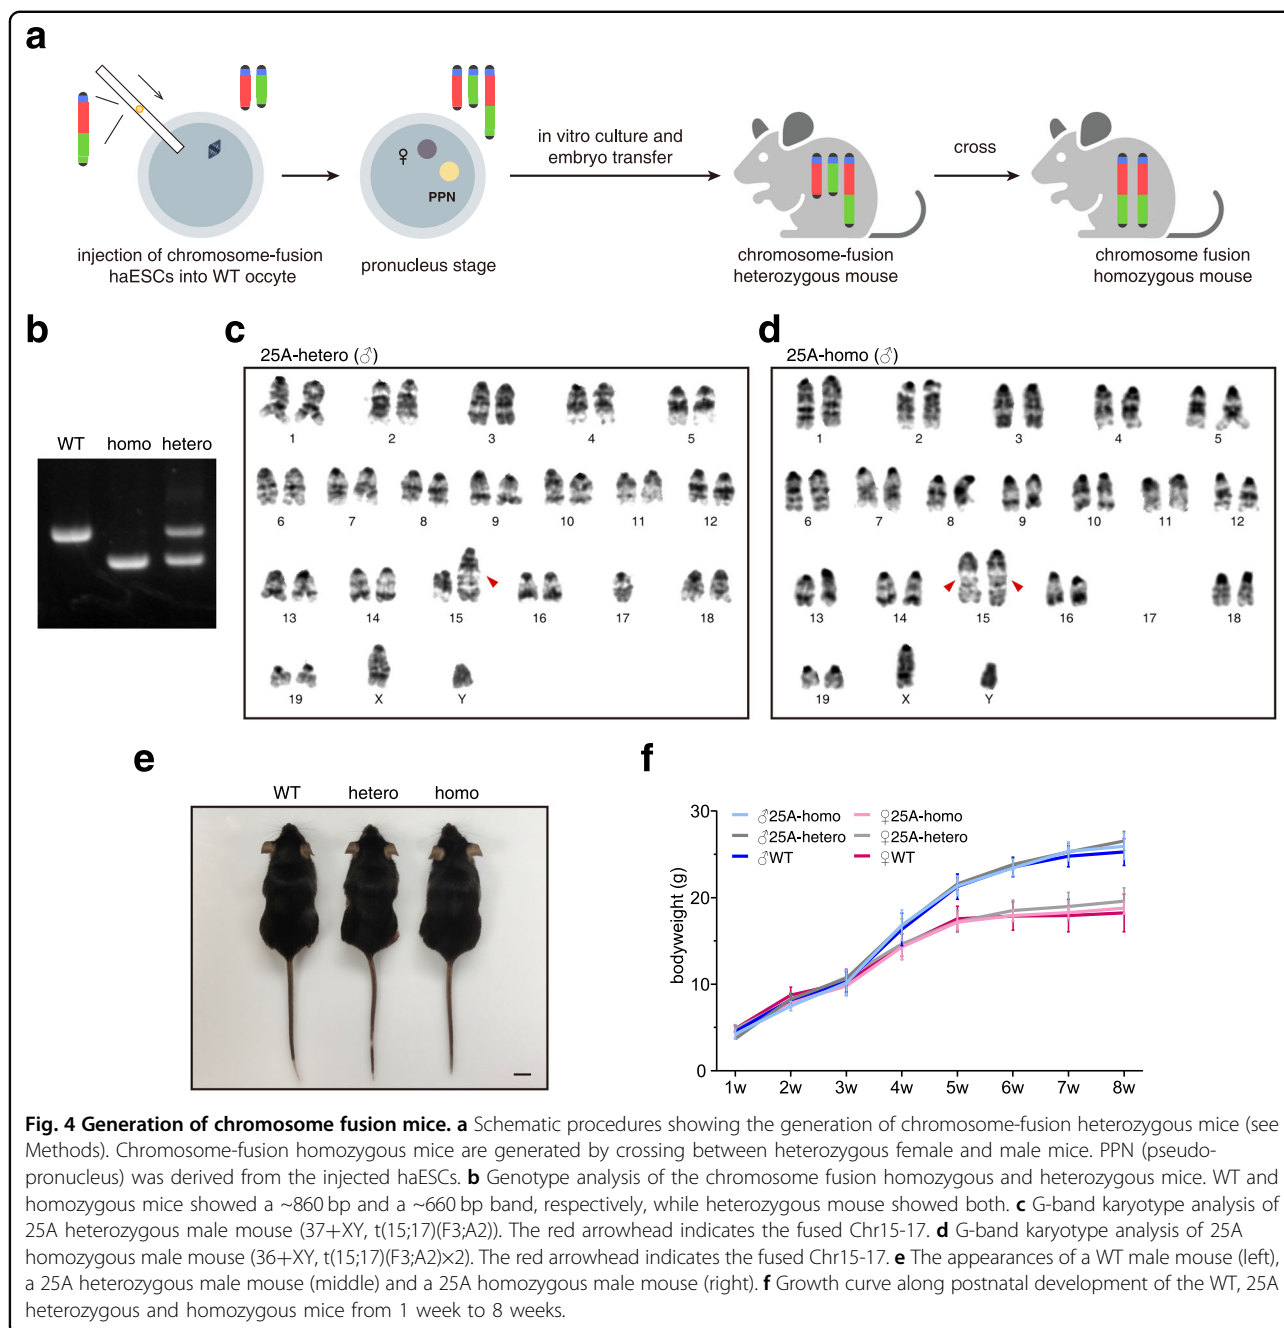 a
♀
PPN
in vitro culture and
embryo transfer
cross
injection of chromosome-fusion
haESCs into WT occyte
pronucleus stage
chromosome-fusion
heterozygous mouse
chromosome fusion
homozygous mouse
b
WT homo hetero
c
25A-hetero (♂)
1 2 3 4 5
6 7 8 9 10 11 12
13 14 15 16 17 18
19 X Y
d
25A-homo (♂)
1 2 3 4 5
6 7 8 9 10 11 12
13 14 15 16 17 18
19 X Y
e
WT hetero homo
f
bodyweight (g)
30
20
10
0
♂25A-homo ♀25A-homo
♂25A-hetero ♀25A-hetero
♂WT ♀WT
1w 2w 3w 4w 5w 6w 7w 8w
Fig. 4 Generation of chromosome fusion mice. a Schematic procedures showing the generation of chromosome-fusion heterozygous mice (see
Methods). Chromosome-fusion homozygous mice are generated by crossing between heterozygous female and male mice. PPN (pseudo-
pronucleus) was derived from the injected haESCs. b Genotype analysis of the chromosome fusion homozygous and heterozygous mice. WT and
homozygous mice showed a ~860 bp and a ~660 bp band, respectively, while heterozygous mouse showed both. c G-band karyotype analysis of
25A heterozygous male mouse (37+XY, t(15;17)(F3;A2)). The red arrowhead indicates the fused Chr15-17. d G-band karyotype analysis of 25A
homozygous male mouse (36+XY, t(15;17)(F3;A2)×2). The red arrowhead indicates the fused Chr15-17. e The appearances of a WT male mouse (left),
a 25A heterozygous male mouse (middle) and a 25A homozygous male mouse (right). f Growth curve along postnatal development of the WT, 25A
heterozygous and homozygous mice from 1 week to 8 weeks.